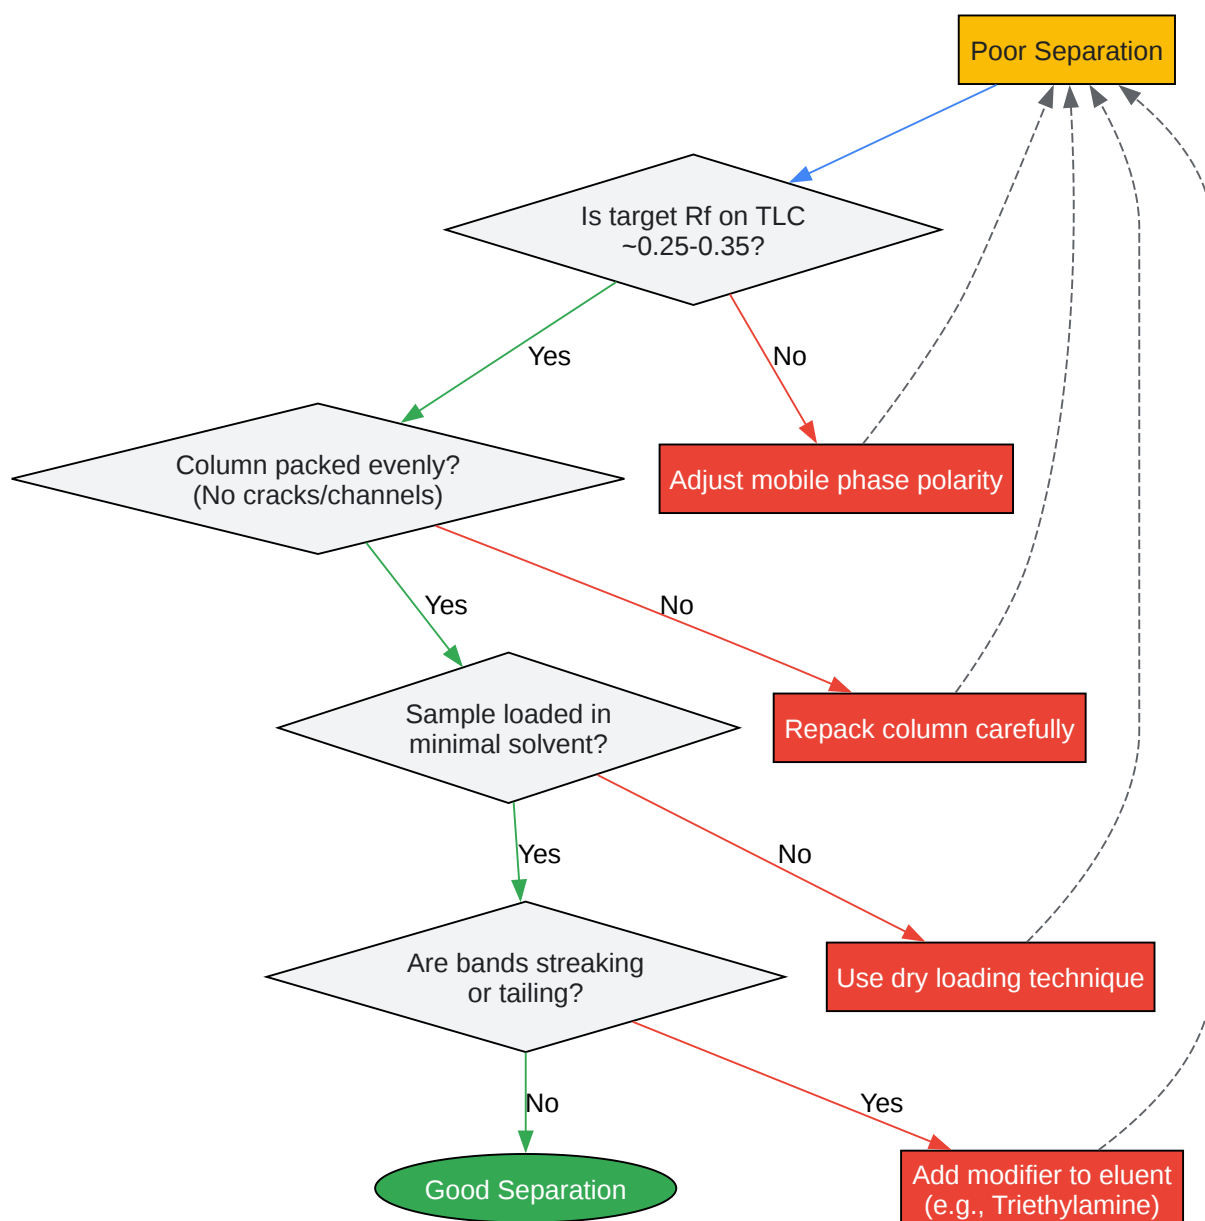 Poor Separation
Is target Rf on TLC
~0.25-0.35?
Yes
No
Column packed evenly?
(No cracks/channels)
Adjust mobile phase polarity
Yes
No
Sample loaded in
minimal solvent?
Repack column carefully
Yes
No
Are bands streaking
or tailing?
Use dry loading technique
No
Yes
Good Separation
Add modifier to eluent
(e.g., Triethylamine)